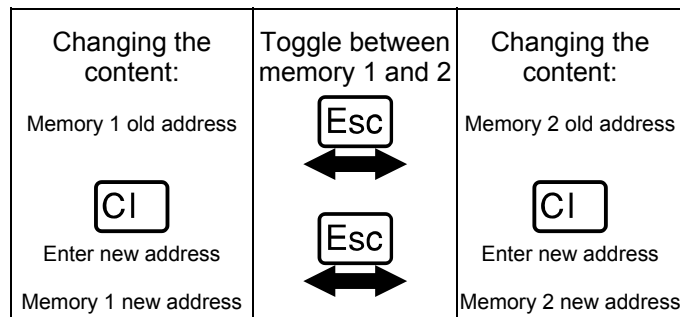 Changing the
content:
Memory 1 old address
Cl
Enter new address
Memory 1 new address
Toggle between
memory 1 and 2
Esc
Esc
Changing the
content:
Memory 2 old address
Cl
Enter new address
Memory 2 new address